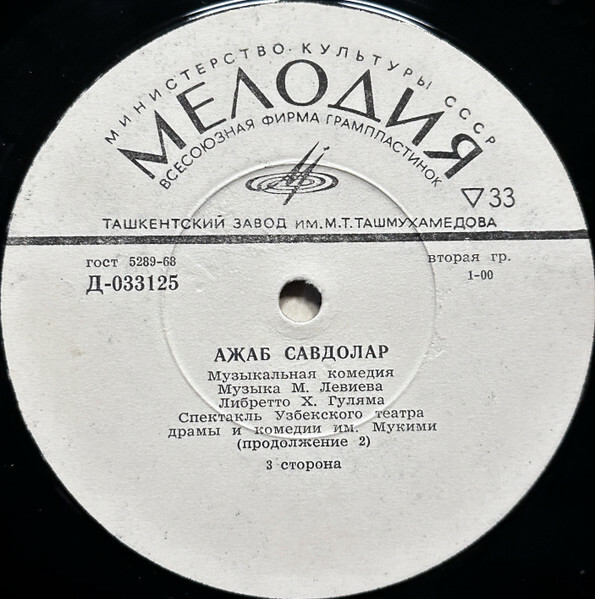 МИНИСТЕРСТВО КУЛЬТУРЫ СССР
МЕЛОДИЯ
ВСЕСОЮЗНАЯ ФИРМА ГРАМПЛАСТИНОК
▽33
ТАШКЕНТСКИЙ ЗАВОД ИМ.М.Т.ТАШМУХАМЕДОВА
гост 5289-68
вторая гр.
Д-033125
1-00
АЖАБ САВДОЛАР
Музыкальная комедия
Музыка М. Левиева
Либретто Х. Гуляма
Спектакль Узбекского театра
драмы и комедии им. Мукими
(продолжение 2)
3 сторона